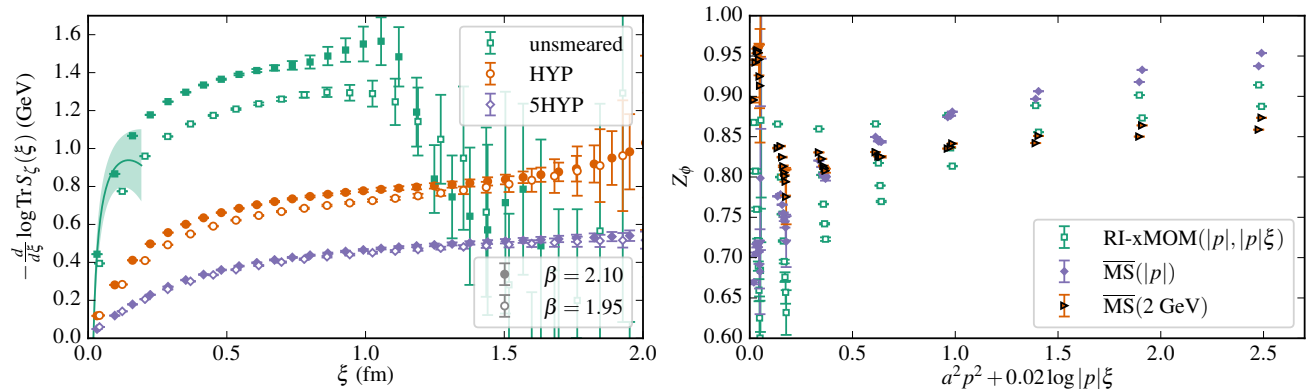 −d/dξ log Tr S_ζ(ξ) (GeV)
1.6
1.4
1.2
1.0
0.8
0.6
0.4
0.2
0.0
unsmeared
HYP
5HYP
β = 2.10
β = 1.95
0.0 0.5 1.0 1.5 2.0
ξ (fm)
Z_ϕ
1.00
0.95
0.90
0.85
0.80
0.75
0.70
0.65
0.60
RI-xMOM(|p|, |p|ξ)
M̅S̅(|p|)
M̅S̅(2 GeV)
0.0 0.5 1.0 1.5 2.0 2.5
a²p² + 0.02 log |p|ξ